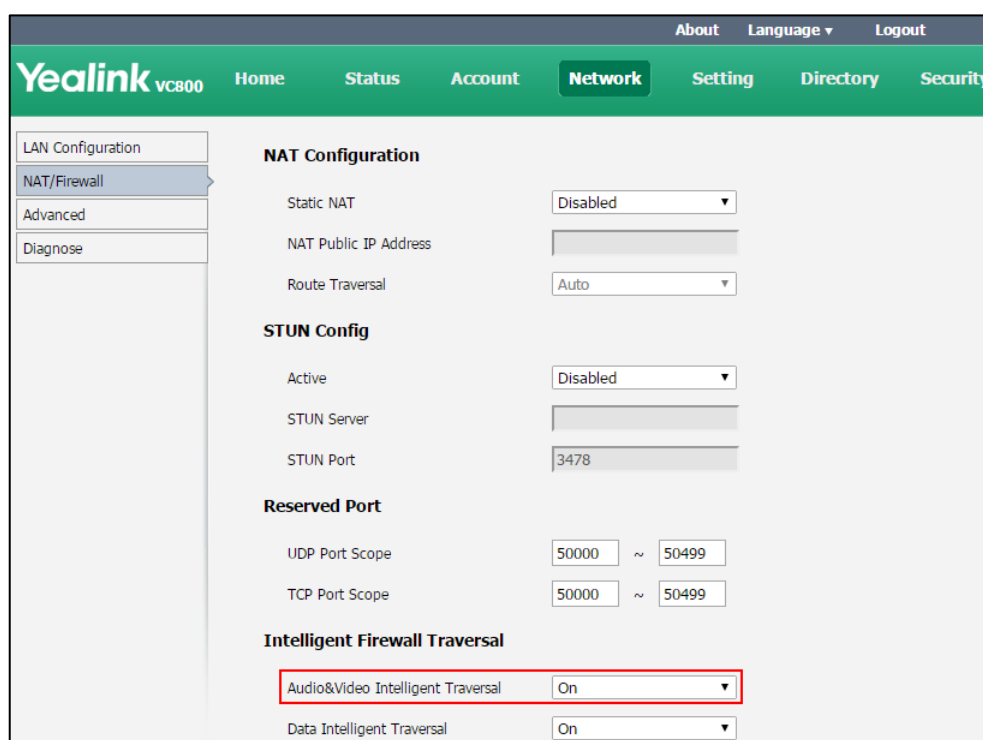 About Language ▾ Logout
Yealink VC800 Home Status Account Network Setting Directory Security
LAN Configuration
NAT/Firewall
Advanced
Diagnose
NAT Configuration
Static NAT Disabled
NAT Public IP Address
Route Traversal Auto
STUN Config
Active Disabled
STUN Server
STUN Port 3478
Reserved Port
UDP Port Scope 50000 ~ 50499
TCP Port Scope 50000 ~ 50499
Intelligent Firewall Traversal
Audio&Video Intelligent Traversal On
Data Intelligent Traversal On